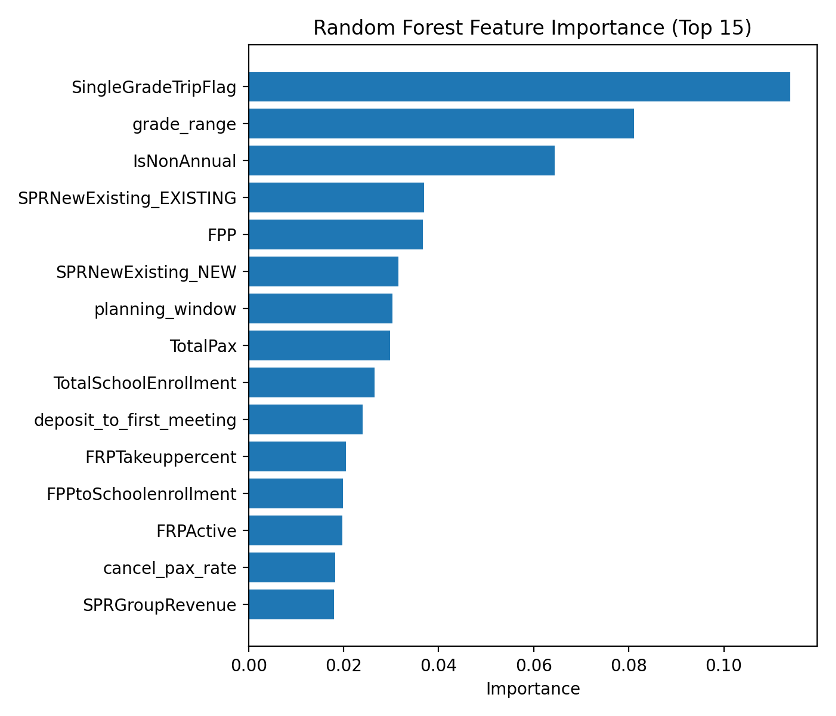 Random Forest Feature Importance (Top 15)
SingleGradeTripFlag
grade_range
IsNonAnnual
SPRNewExisting_EXISTING
FPP
SPRNewExisting_NEW
planning_window
TotalPax
TotalSchoolEnrollment
deposit_to_first_meeting
FRPTakeuppercent
FPPtoSchoolenrollment
FRPActive
cancel_pax_rate
SPRGroupRevenue
0.00 0.02 0.04 0.06 0.08 0.10
Importance